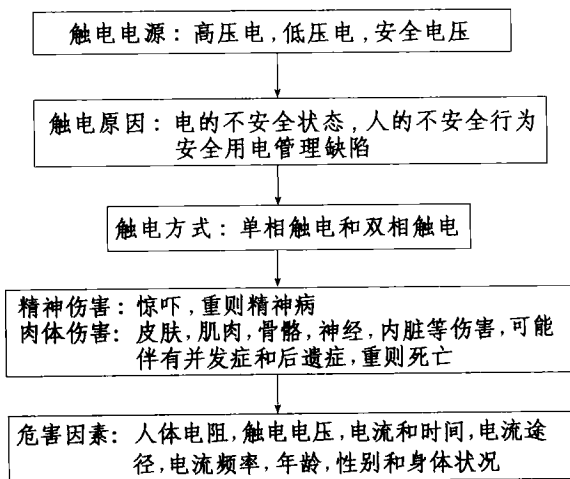 触电电源：高压电，低压电，安全电压
触电原因：电的不安全状态，人的不安全行为
安全用电管理缺陷
触电方式：单相触电和双相触电
精神伤害：惊吓，重则精神病
肉体伤害：皮肤，肌肉，骨骼，神经，内脏等伤害，可能
伴有并发症和后遗症，重则死亡
危害因素：人体电阻，触电电压，电流和时间，电流途
径，电流频率，年龄，性别和身体状况